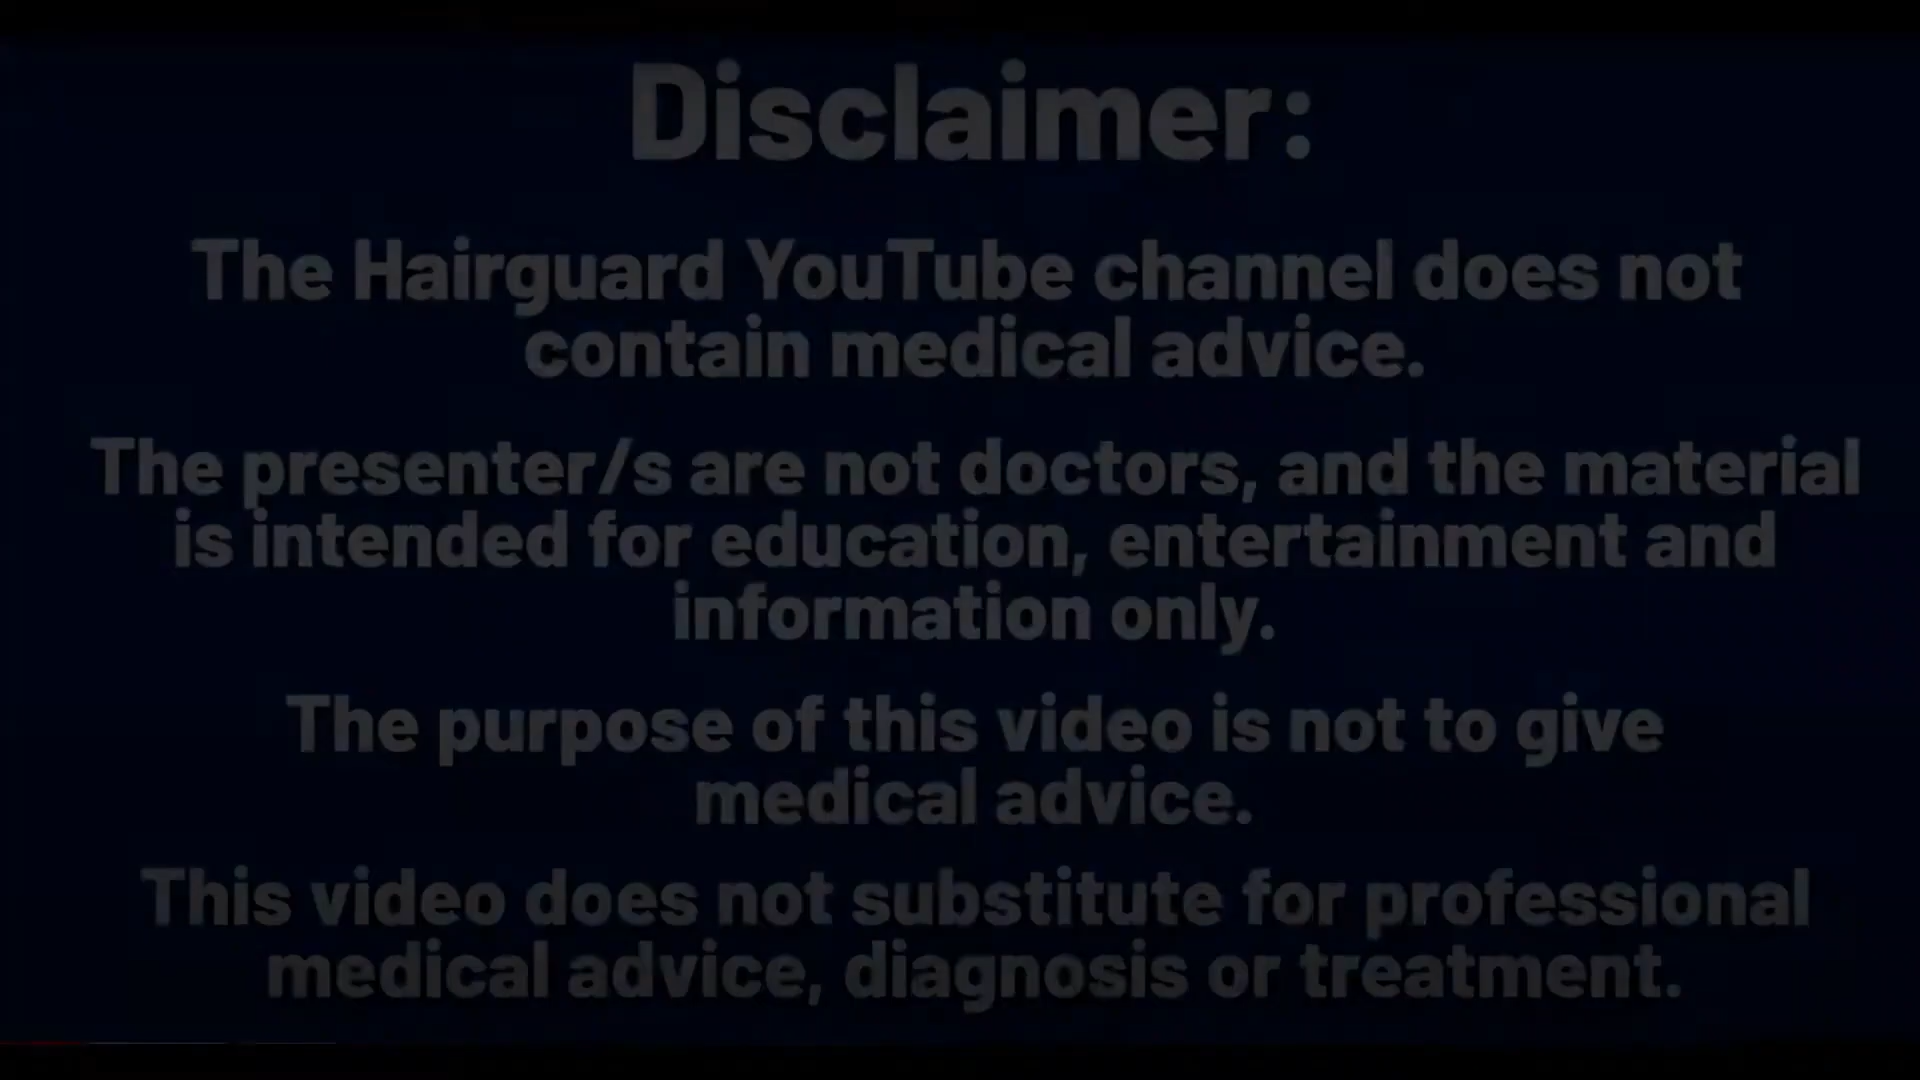 Disclaimer:
The Hairguard YouTube channel does not
contain medical advice.
The presenter/s are not doctors, and the material
is intended for education, entertainment and
information only.
The purpose of this video is not to give
medical advice.
This video does not substitute for professional
medical advice, diagnosis or treatment.